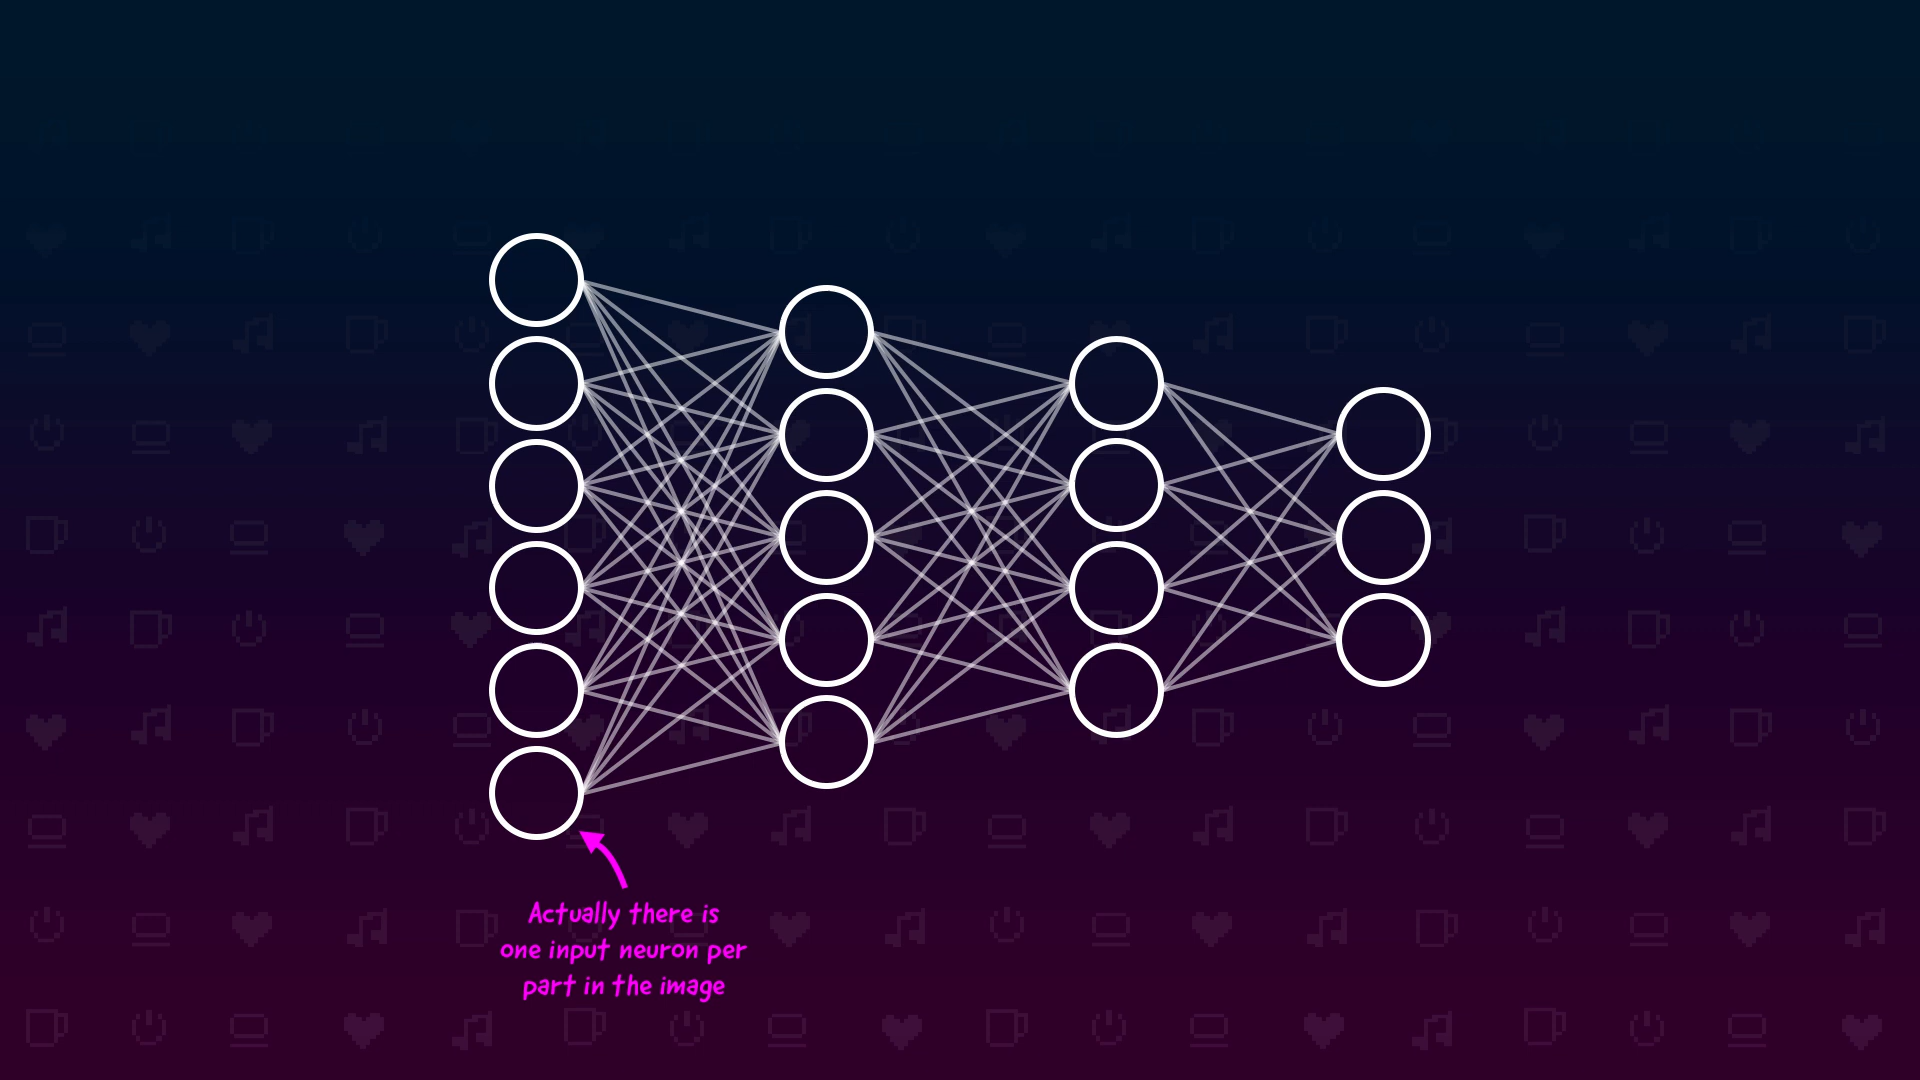 Actually there is
one input neuron per
part in the image